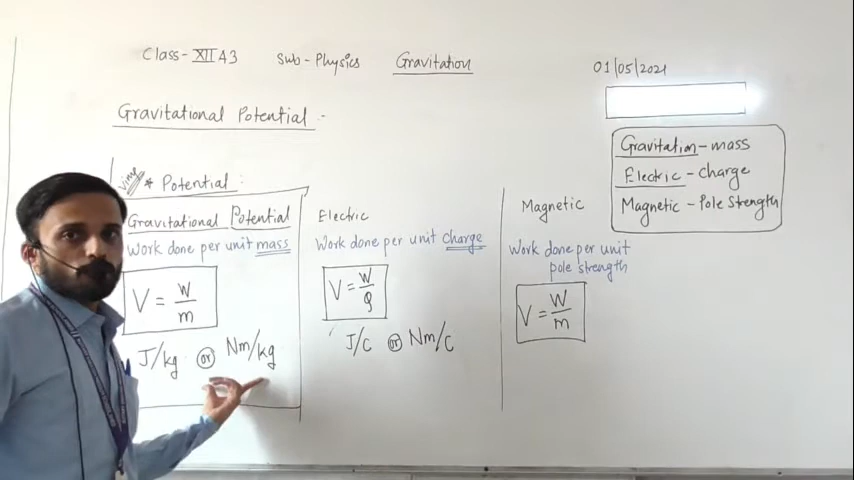 Class - XII A3 Sub - Physics Gravitation 01/05/2021
Gravitational Potential :-
Vimp * Potential :
Gravitational Potential
Work done per unit mass
V = W/m
J/kg or Nm/kg
Electric
Work done per unit charge
V = W/Q
J/C or Nm/C
Magnetic
Work done per unit
pole strength
V = W/m
Gravitation - mass
Electric - charge
Magnetic - Pole Strength